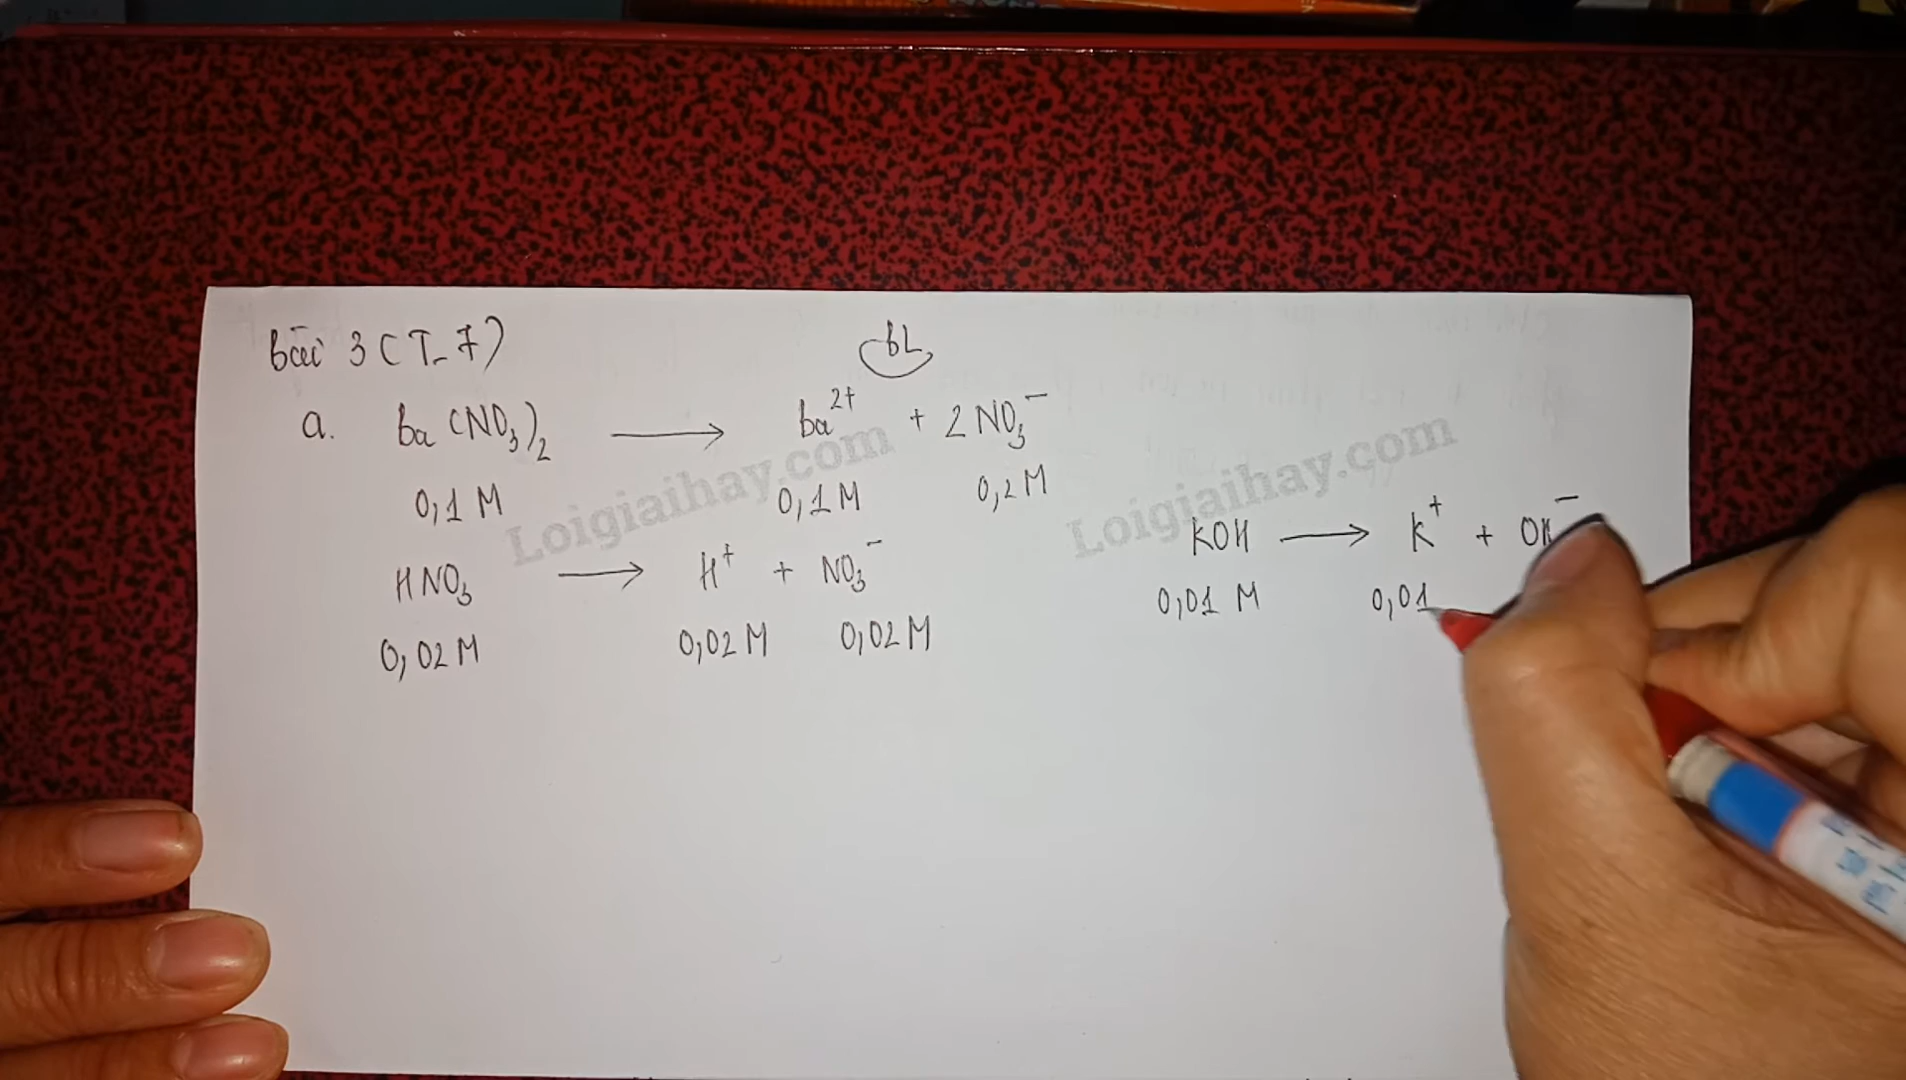 Bài 3 (T-7)
BL
a. Ba(NO₃)₂ ⟶ Ba²⁺ + 2NO₃⁻
0,1 M 0,1 M 0,2 M
HNO₃ ⟶ H⁺ + NO₃⁻
0,02 M 0,02 M 0,02 M
KOH ⟶ K⁺ + OH⁻
0,01 M 0,01
Loigiaihay.com
Loigiaihay.com